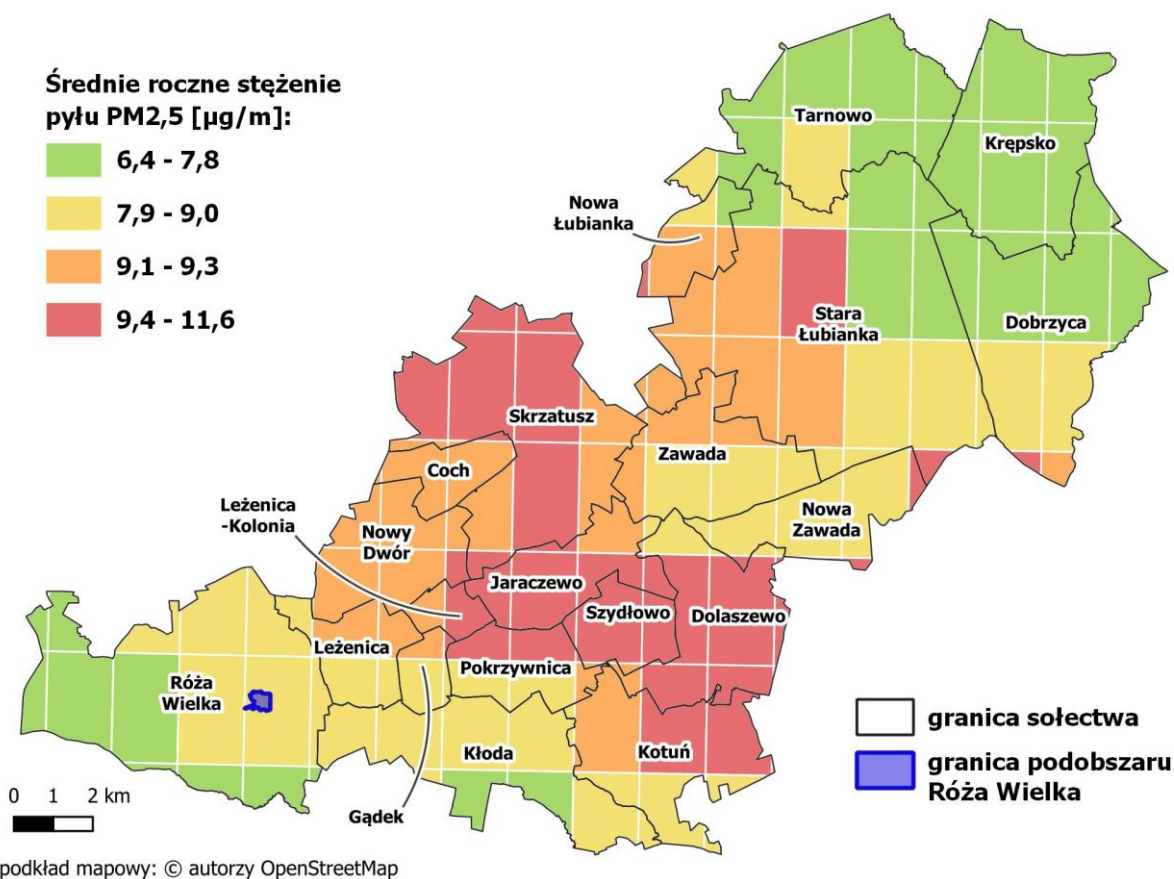 Średnie roczne stężenie
pyłu PM2,5 [µg/m]:
6,4 - 7,8
7,9 - 9,0
9,1 - 9,3
9,4 - 11,6
Tarnowo
Krępsko
Nowa
Łubianka
Stara
Łubianka
Dobrzyca
Skrzatusz
Zawada
Coch
Leżenica
-Kolonia
Nowy
Dwór
Nowa
Zawada
Jaraczewo
Szydłowo
Dolaszewo
Leżenica
Pokrzywnica
Róża
Wielka
Kłoda
Kotuń
Gądek
granica sołectwa
granica podobszaru
Róża Wielka
0 1 2 km
podkład mapowy: © autorzy OpenStreetMap